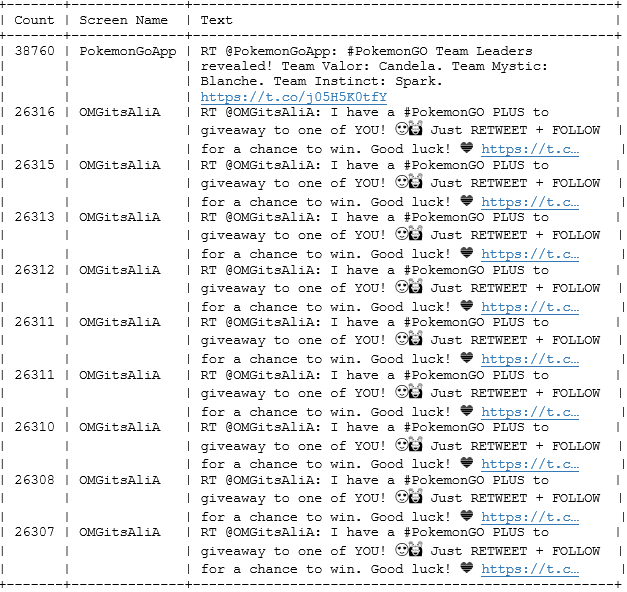 Count | Screen Name | Text
38760 | PokemonGoApp | RT @PokemonGoApp: #PokemonGO Team Leaders
revealed! Team Valor: Candela. Team Mystic:
Blanche. Team Instinct: Spark.
https://t.co/j05H5K0tfY
26316 | OMGitsAliA | RT @OMGitsAliA: I have a #PokemonGO PLUS to
giveaway to one of YOU! 🙂🙌 Just RETWEET + FOLLOW
for a chance to win. Good luck! ❤ https://t.c…
26315 | OMGitsAliA | RT @OMGitsAliA: I have a #PokemonGO PLUS to
giveaway to one of YOU! 🙂🙌 Just RETWEET + FOLLOW
for a chance to win. Good luck! ❤ https://t.c…
26313 | OMGitsAliA | RT @OMGitsAliA: I have a #PokemonGO PLUS to
giveaway to one of YOU! 🙂🙌 Just RETWEET + FOLLOW
for a chance to win. Good luck! ❤ https://t.c…
26312 | OMGitsAliA | RT @OMGitsAliA: I have a #PokemonGO PLUS to
giveaway to one of YOU! 🙂🙌 Just RETWEET + FOLLOW
for a chance to win. Good luck! ❤ https://t.c…
26311 | OMGitsAliA | RT @OMGitsAliA: I have a #PokemonGO PLUS to
giveaway to one of YOU! 🙂🙌 Just RETWEET + FOLLOW
for a chance to win. Good luck! ❤ https://t.c…
26311 | OMGitsAliA | RT @OMGitsAliA: I have a #PokemonGO PLUS to
giveaway to one of YOU! 🙂🙌 Just RETWEET + FOLLOW
for a chance to win. Good luck! ❤ https://t.c…
26310 | OMGitsAliA | RT @OMGitsAliA: I have a #PokemonGO PLUS to
giveaway to one of YOU! 🙂🙌 Just RETWEET + FOLLOW
for a chance to win. Good luck! ❤ https://t.c…
26308 | OMGitsAliA | RT @OMGitsAliA: I have a #PokemonGO PLUS to
giveaway to one of YOU! 🙂🙌 Just RETWEET + FOLLOW
for a chance to win. Good luck! ❤ https://t.c…
26307 | OMGitsAliA | RT @OMGitsAliA: I have a #PokemonGO PLUS to
giveaway to one of YOU! 🙂🙌 Just RETWEET + FOLLOW
for a chance to win. Good luck! ❤ https://t.c…